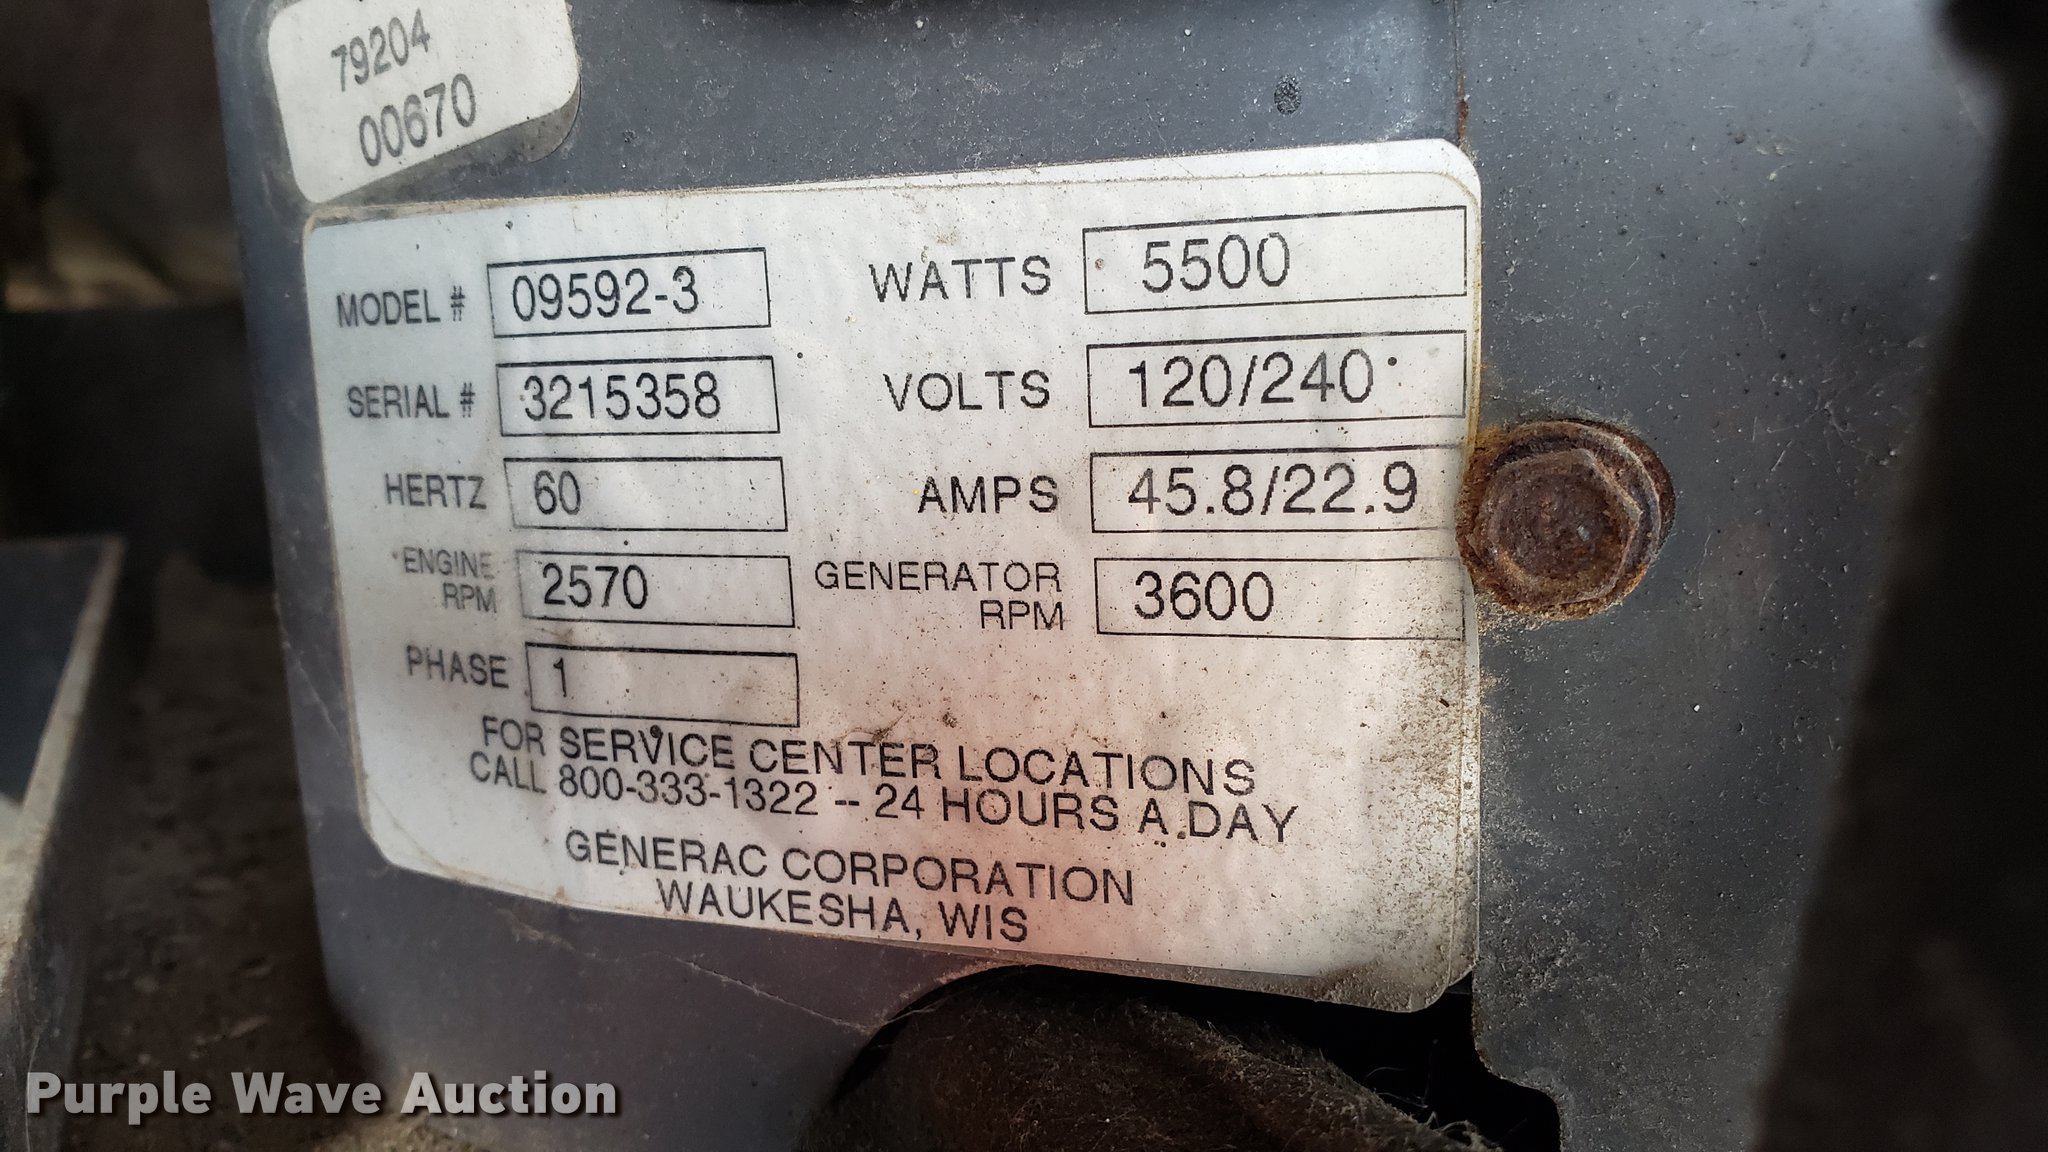 79204
00670
MODEL # 09592-3
WATTS 5500
SERIAL # 3215358
VOLTS 120/240
HERTZ 60
AMPS 45.8/22.9
ENGINE RPM 2570
GENERATOR RPM 3600
PHASE 1
FOR SERVICE CENTER LOCATIONS
CALL 800-333-1322 -- 24 HOURS A DAY
GENERAC CORPORATION
WAUKESHA, WIS
Purple Wave Auction